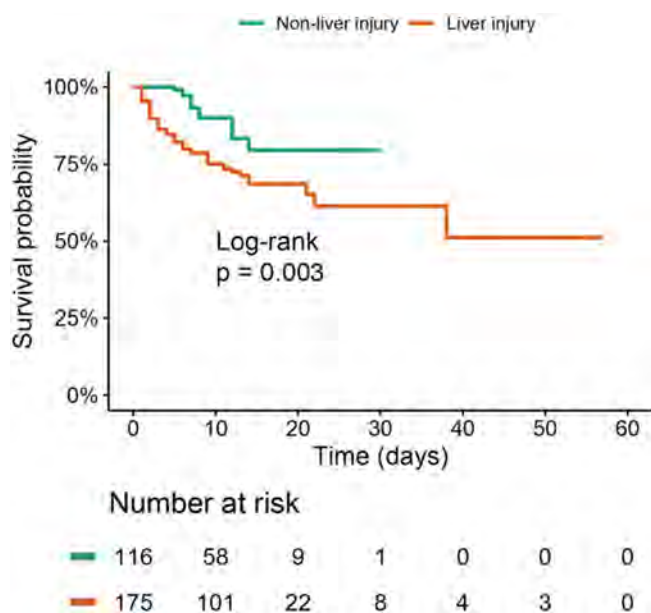 Non-liver injury Liver injury
100%
75%
50%
25%
0%
Survival probability
Log-rank
p = 0.003
0 10 20 30 40 50 60
Time (days)
Number at risk
116 58 9 1 0 0 0
175 101 22 8 4 3 0